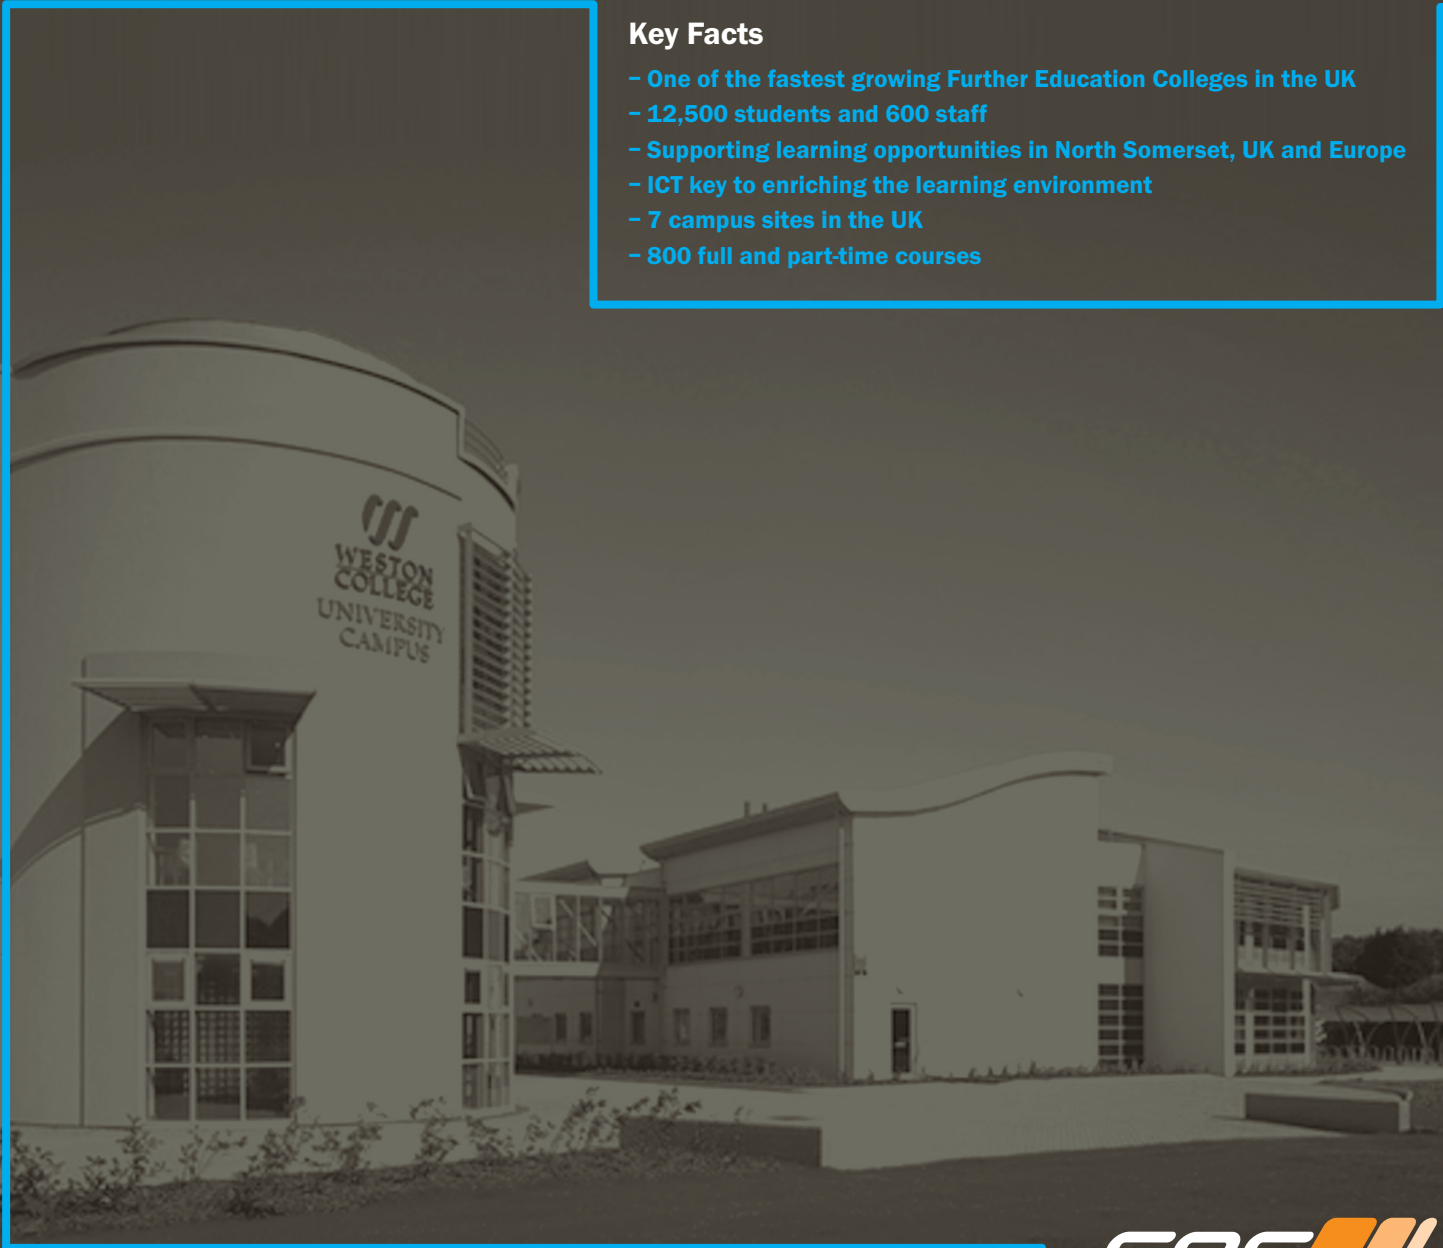 Key Facts
– One of the fastest growing Further Education Colleges in the UK
– 12,500 students and 600 staff
– Supporting learning opportunities in North Somerset, UK and Europe
– ICT key to enriching the learning environment
– 7 campus sites in the UK
– 800 full and part-time courses
WESTON
COLLEGE
UNIVERSITY
CAMPUS